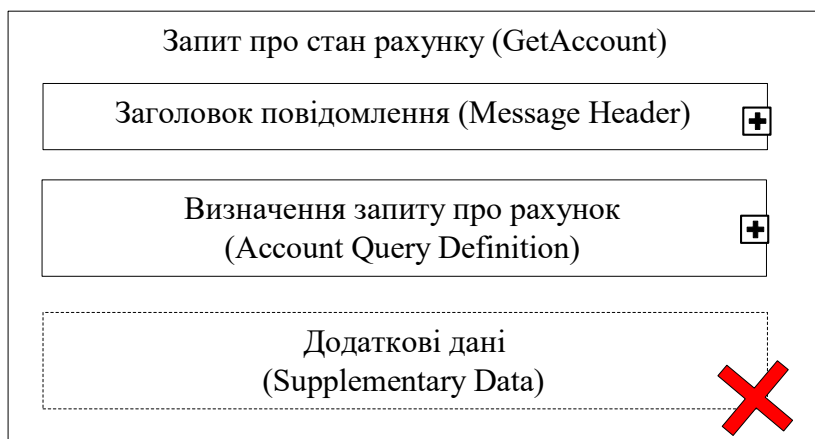 Запит про стан рахунку (GetAccount)
Заголовок повідомлення (Message Header)
Визначення запиту про рахунок
(Account Query Definition)
Додаткові дані
(Supplementary Data)